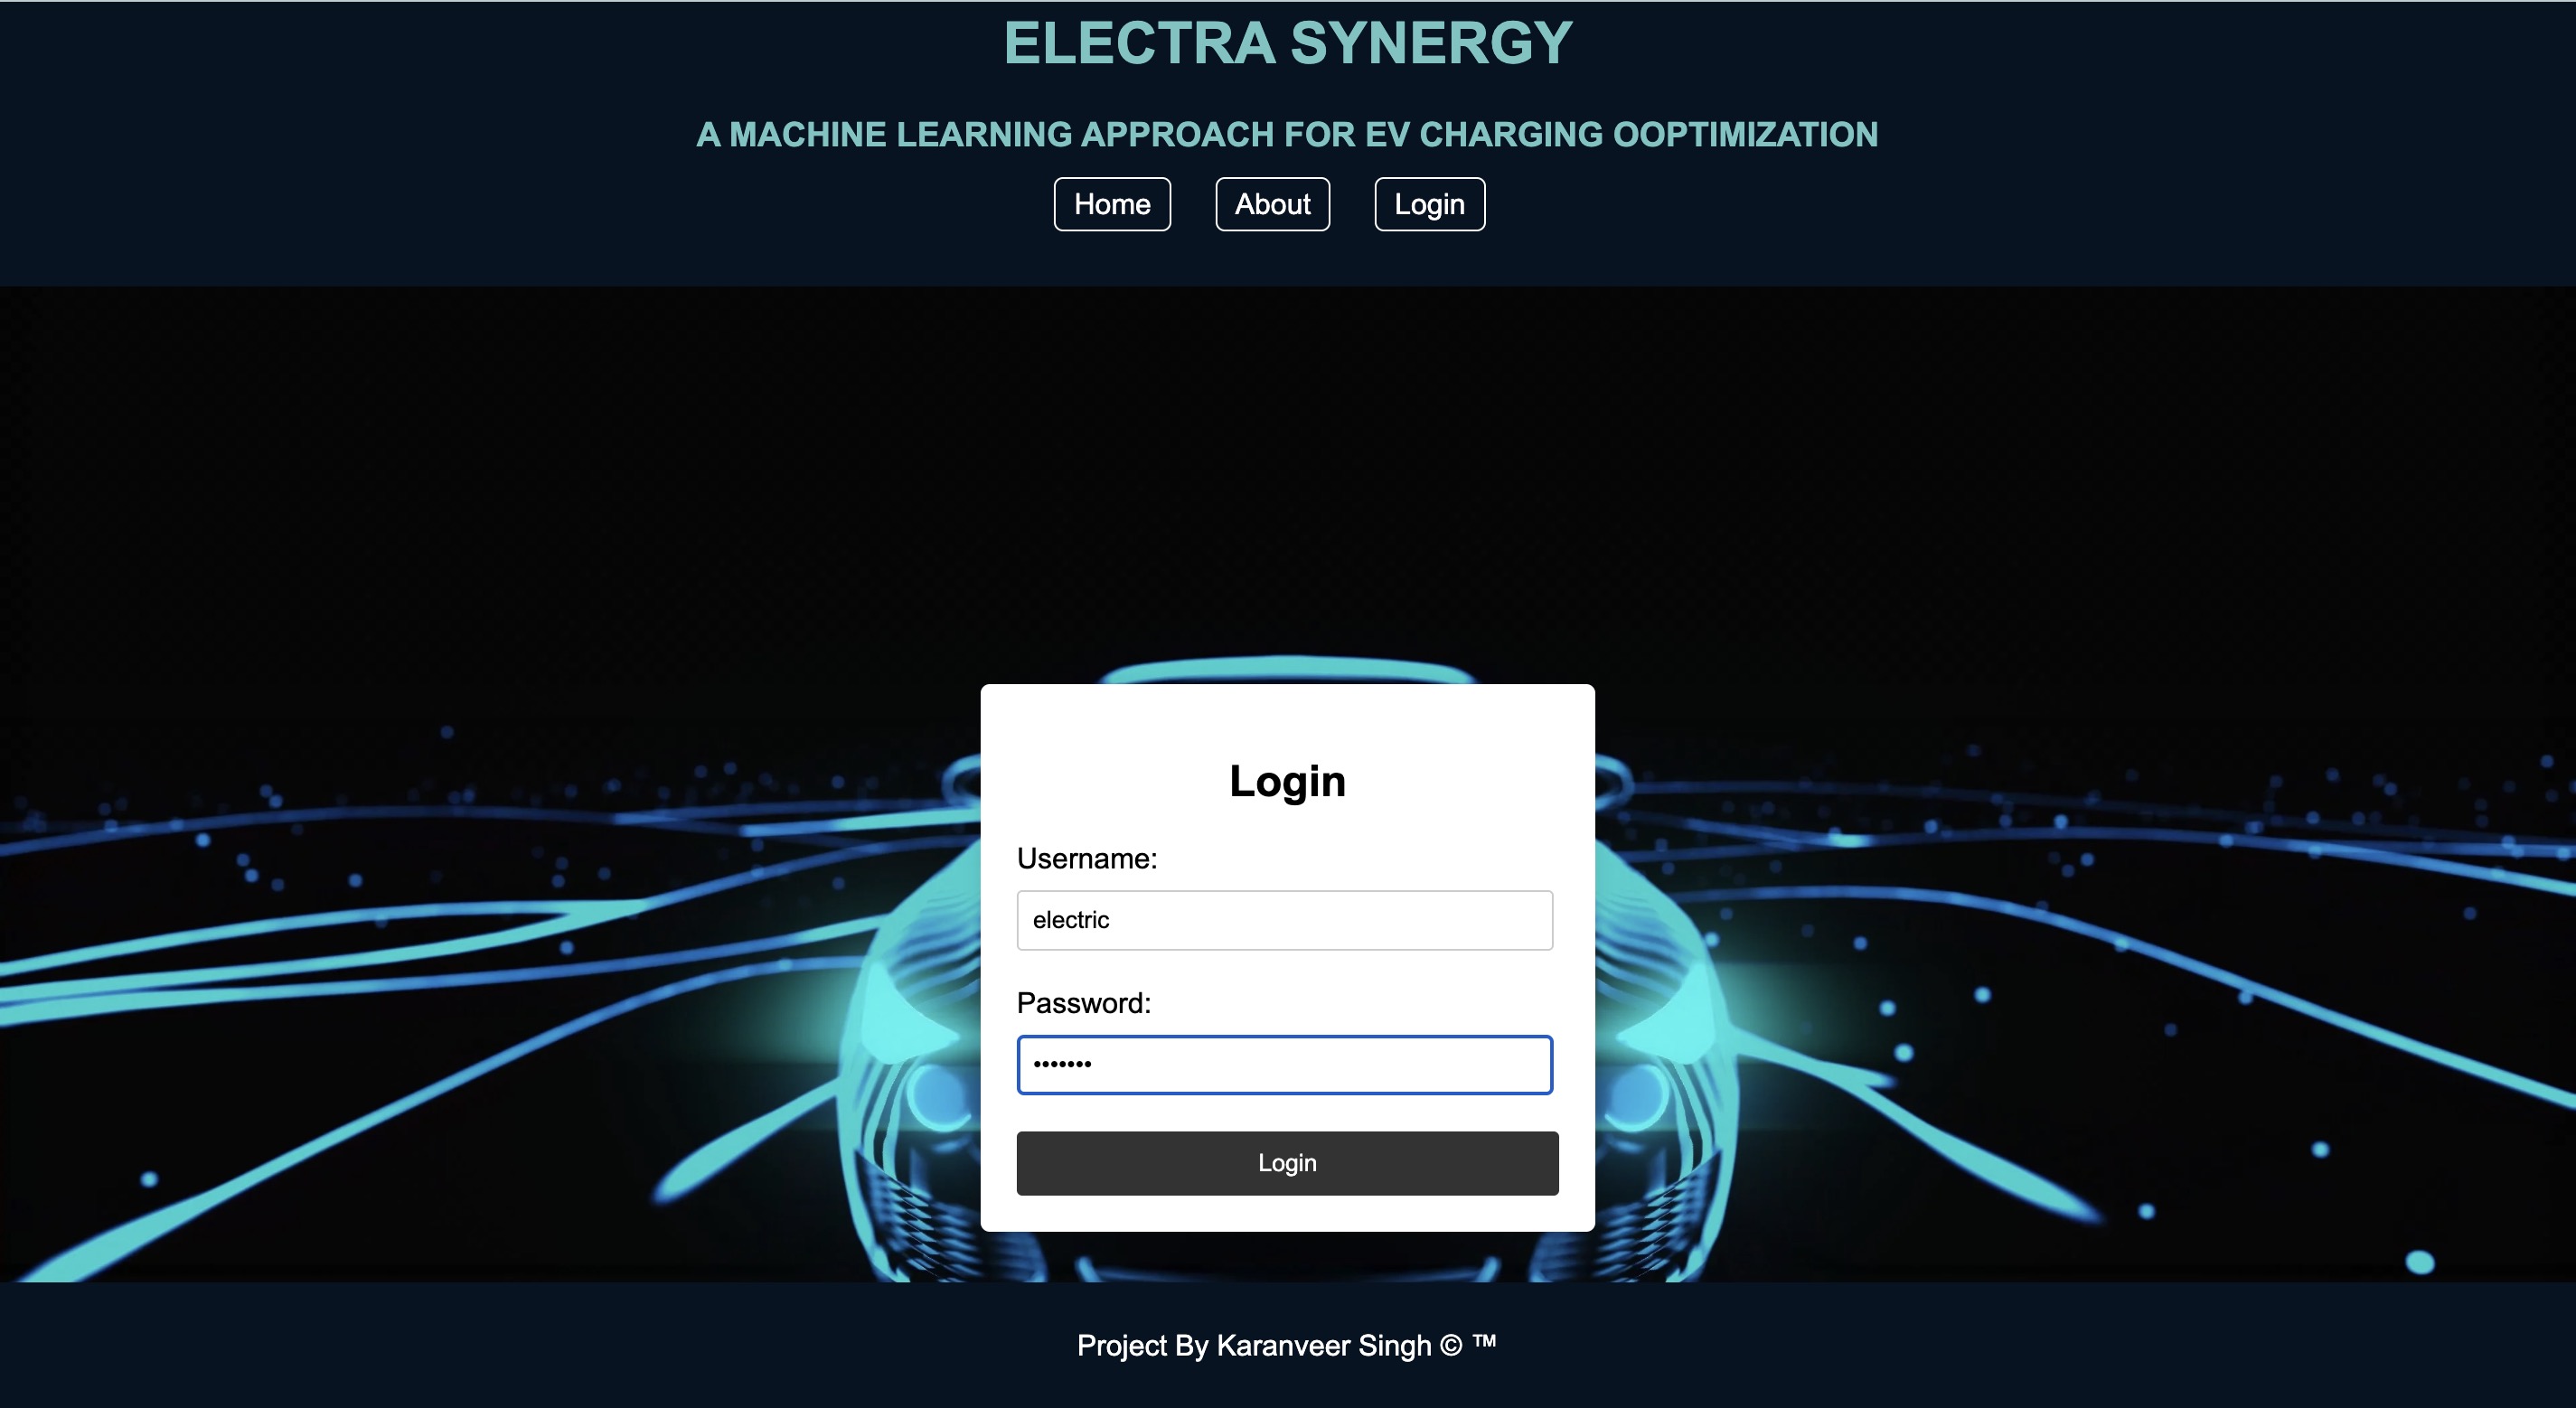 ELECTRA SYNERGY
A MACHINE LEARNING APPROACH FOR EV CHARGING OOPTIMIZATION
Home About Login
Login
Username:
electric
Password:
•••••••
Login
Project By Karanveer Singh © ™